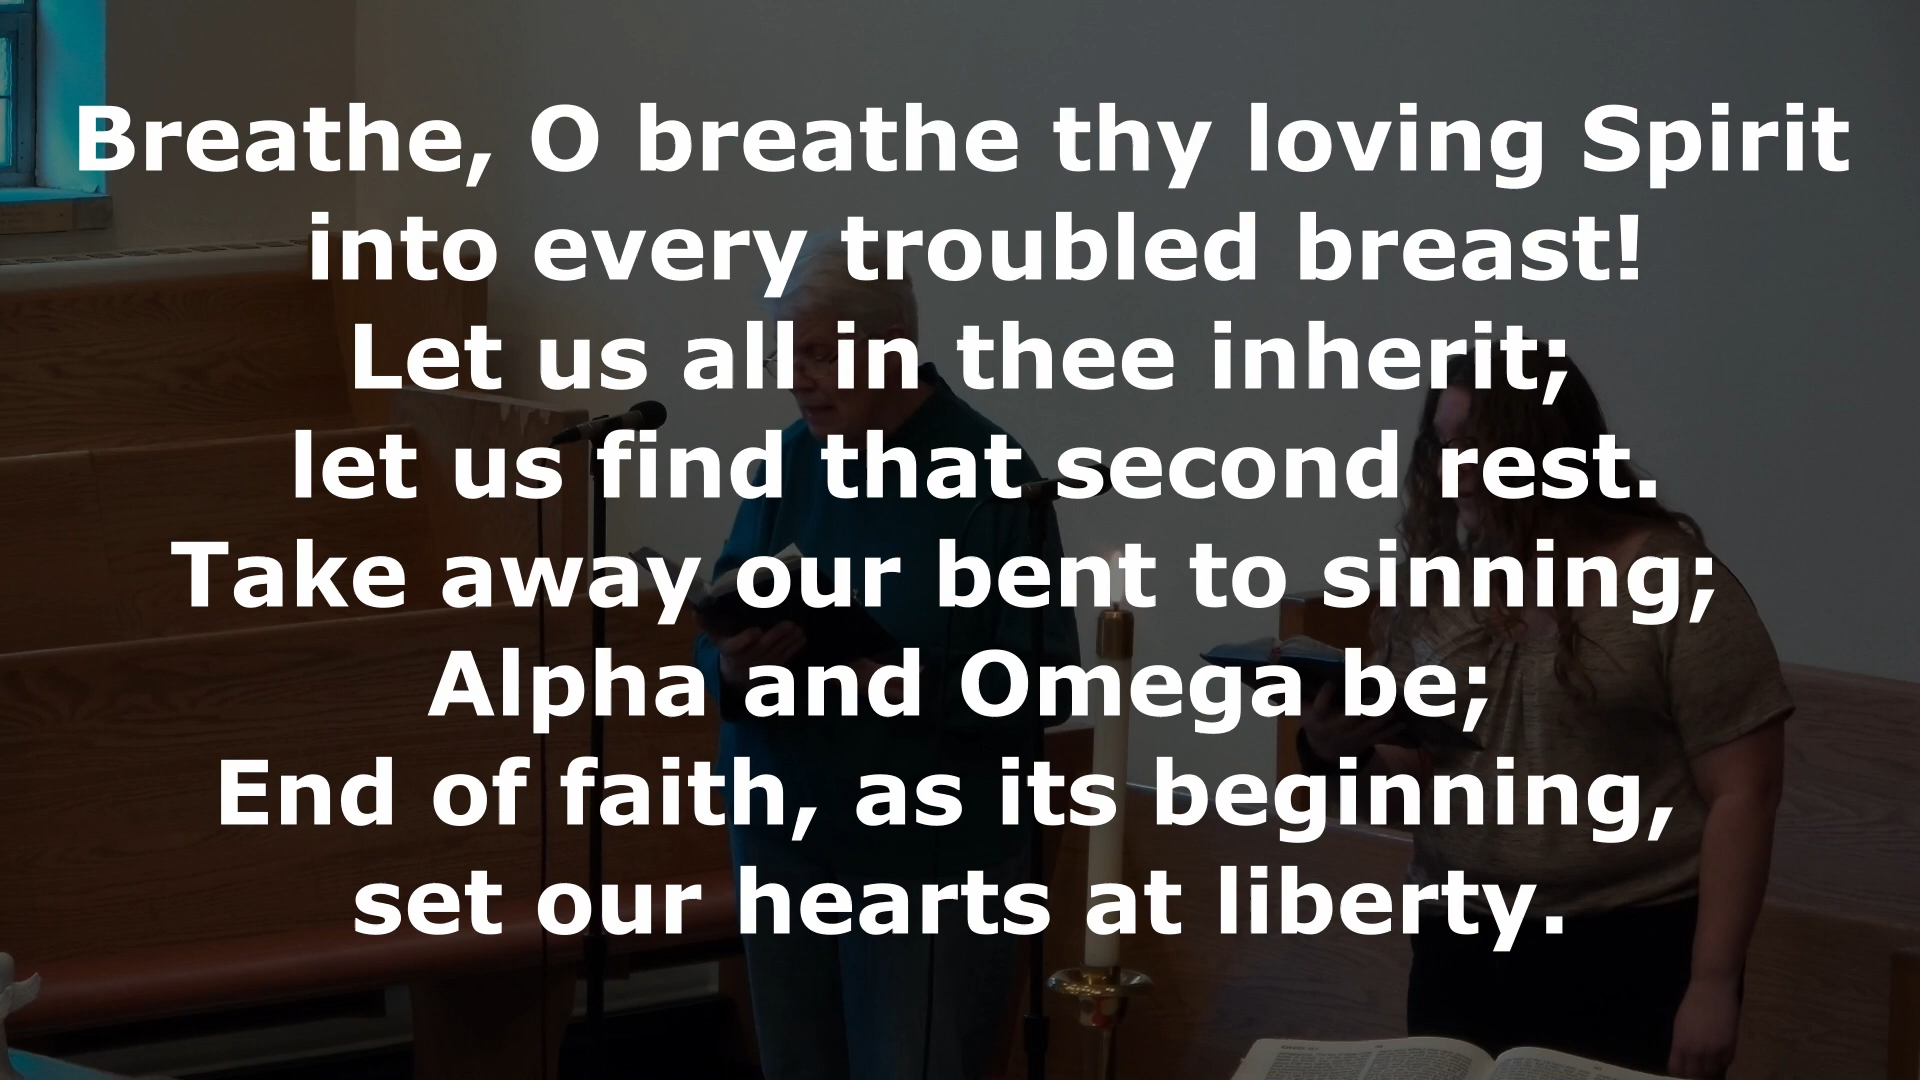 Breathe, O breathe thy loving Spirit
into every troubled breast!
Let us all in thee inherit;
let us find that second rest.
Take away our bent to sinning;
Alpha and Omega be;
End of faith, as its beginning,
set our hearts at liberty.